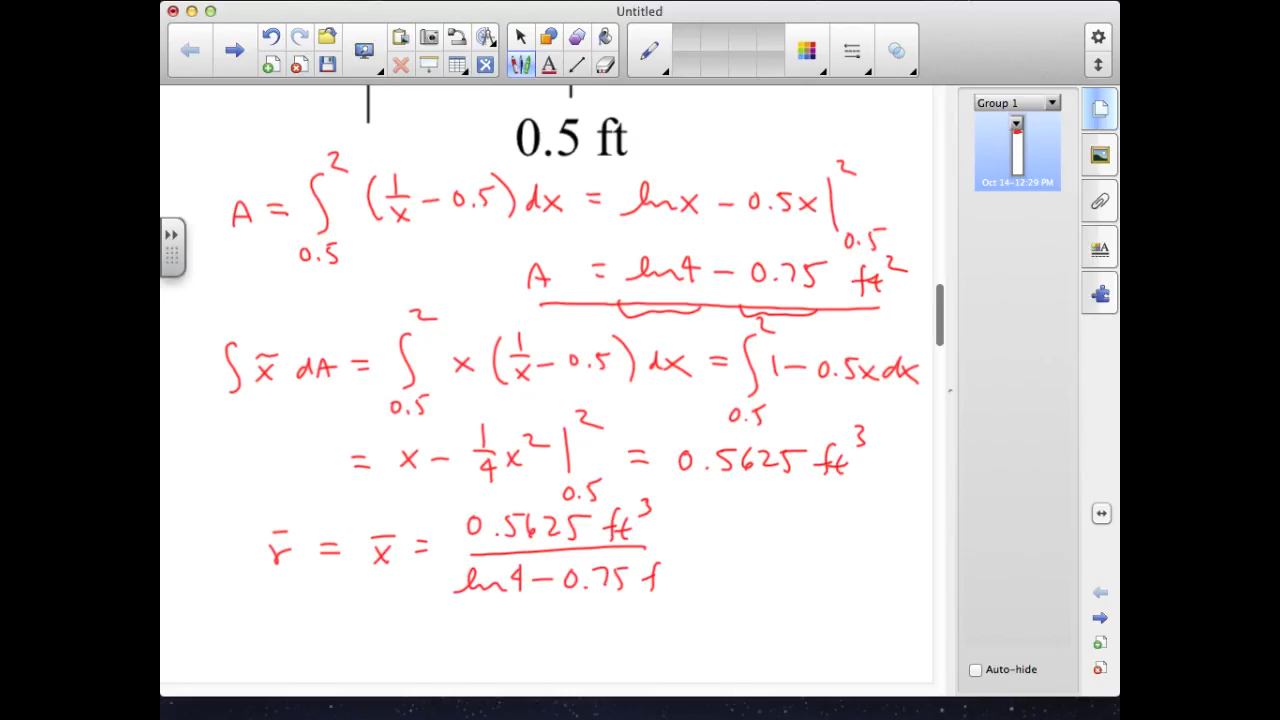 Untitled
Group 1
Oct 14-12:29 PM
0.5 ft
A = ∫_{0.5}^{2} (1/x − 0.5) dx = ln x − 0.5x |_{0.5}^{2}
A = ln4 − 0.75 ft²
∫ x̃ dA = ∫_{0.5}^{2} x (1/x − 0.5) dx = ∫_{0.5}^{2} 1 − 0.5x dx
= x − 1/4 x² |_{0.5}^{2} = 0.5625 ft³
r̄ = x̄ = 0.5625 ft³ / ln4 − 0.75 f
Auto-hide